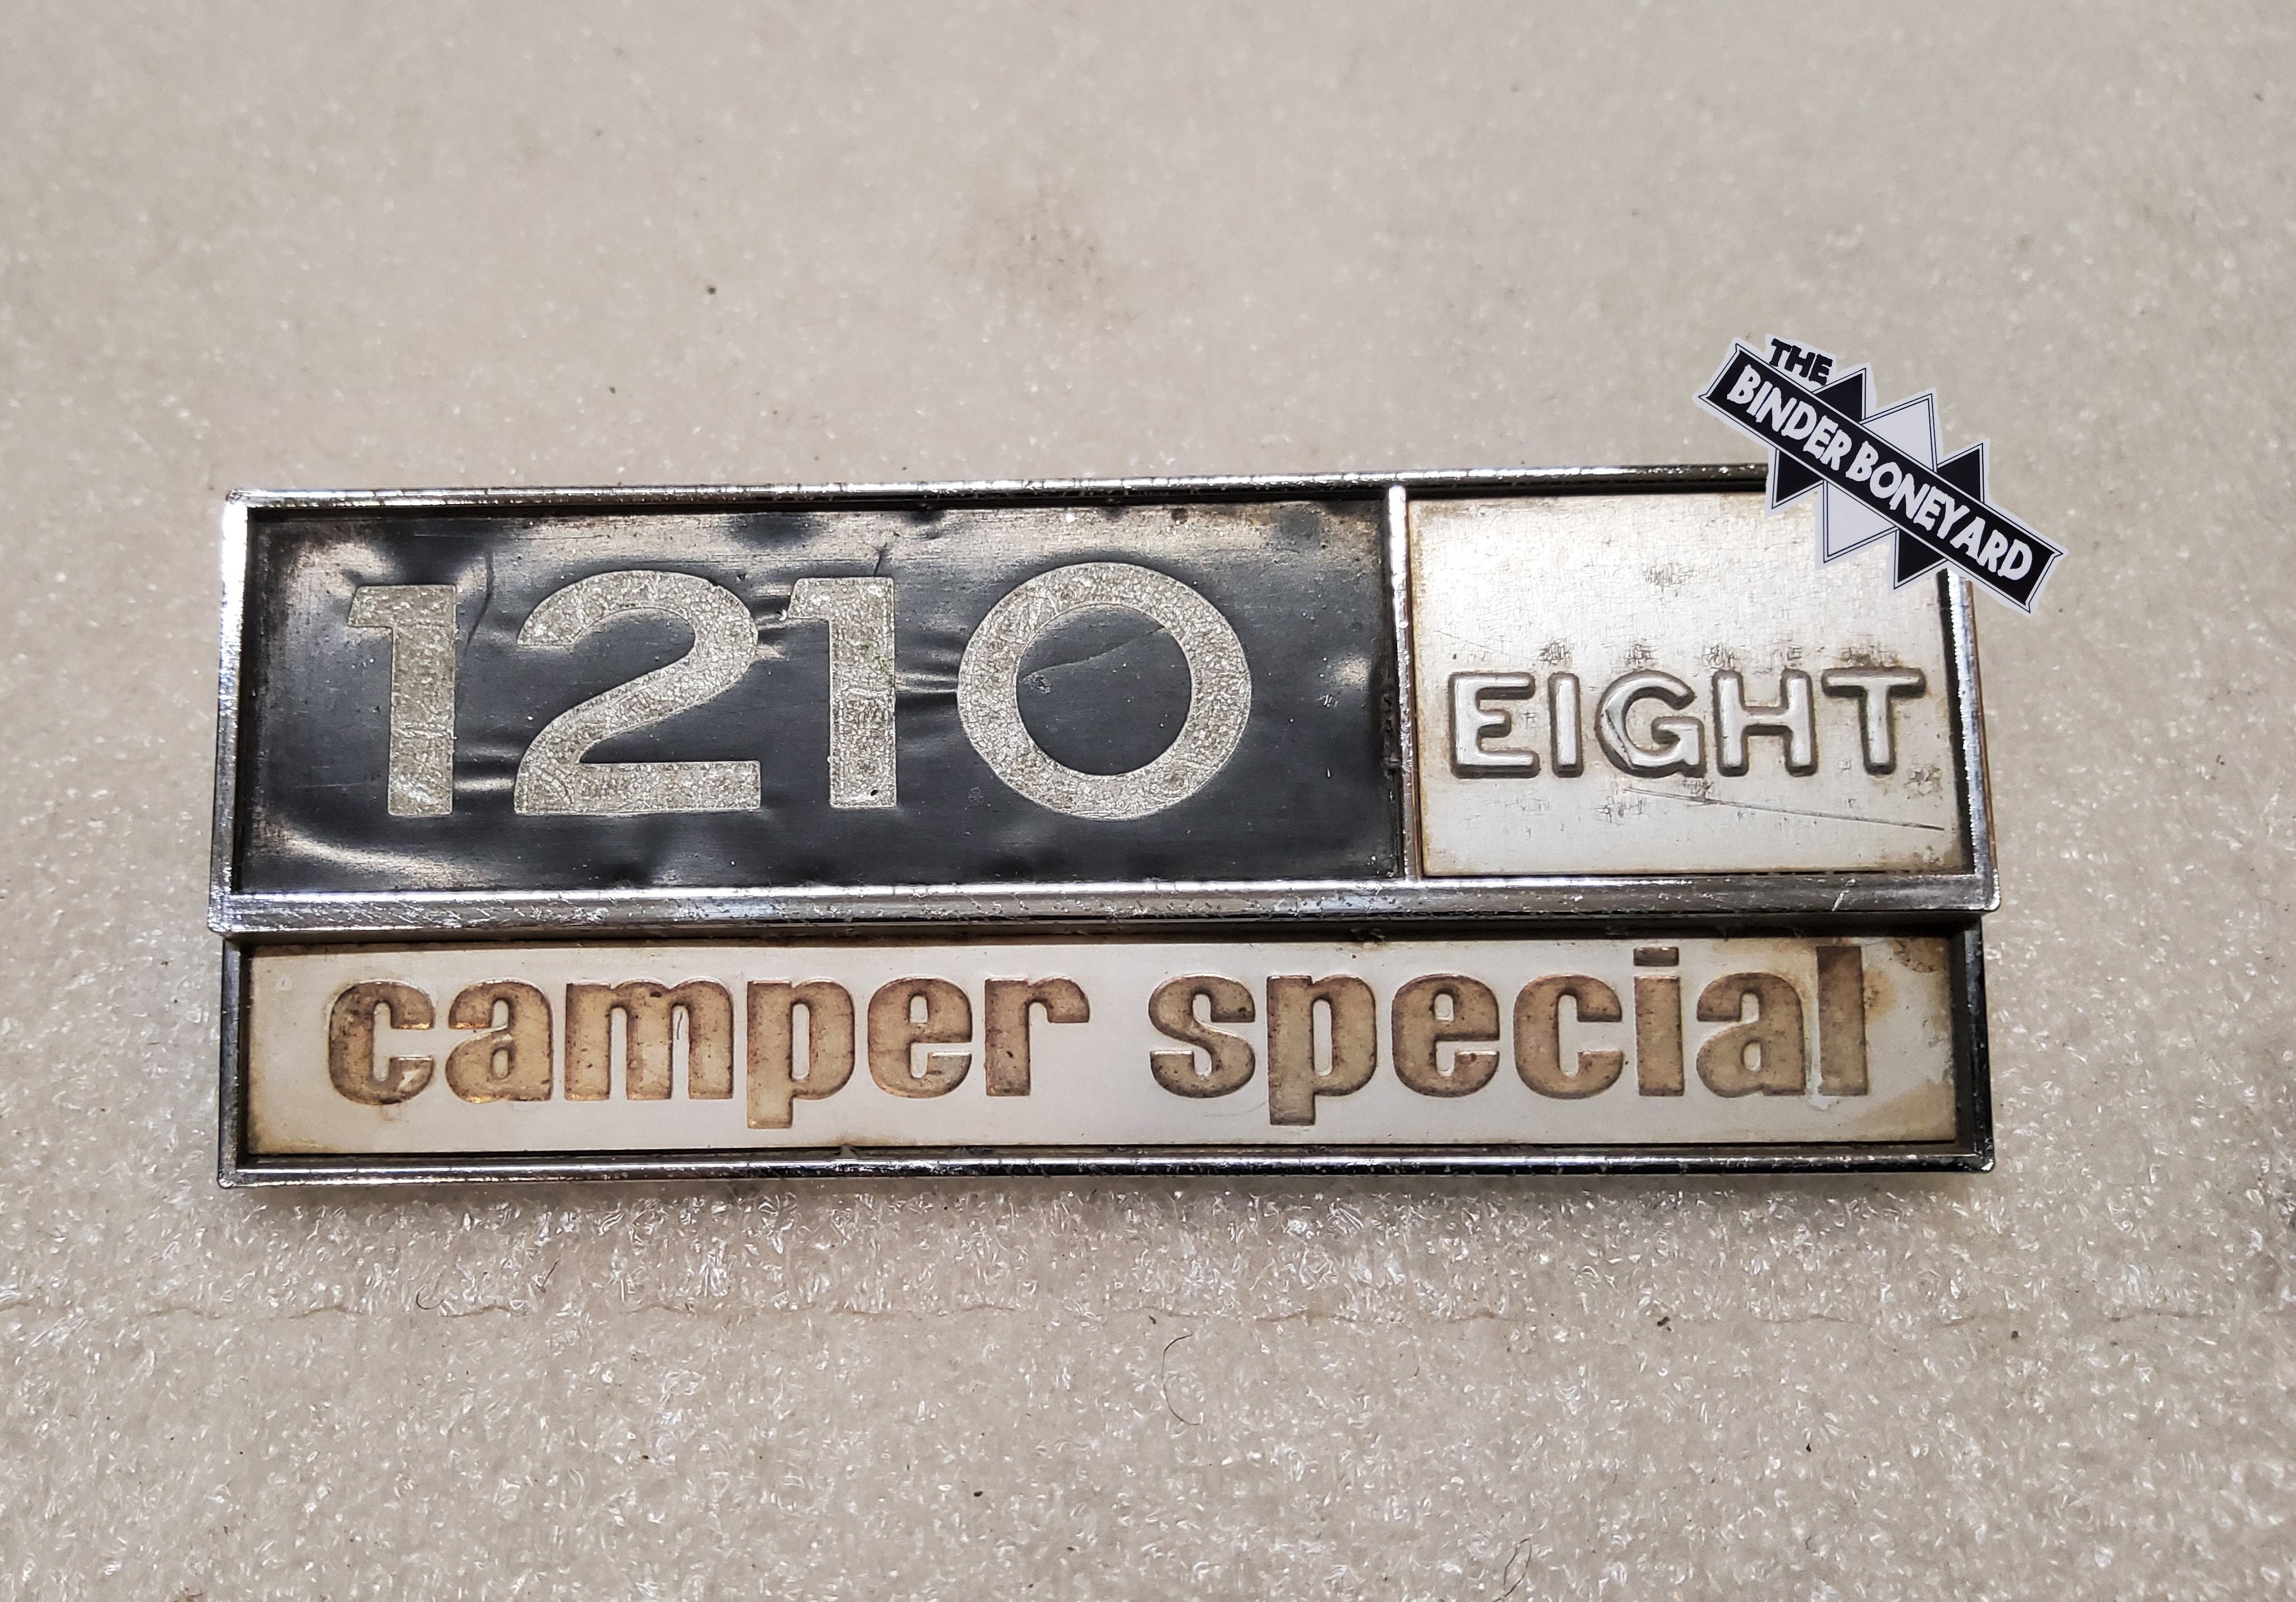 THE
BINDER BONEYARD
1210
EIGHT
camper special